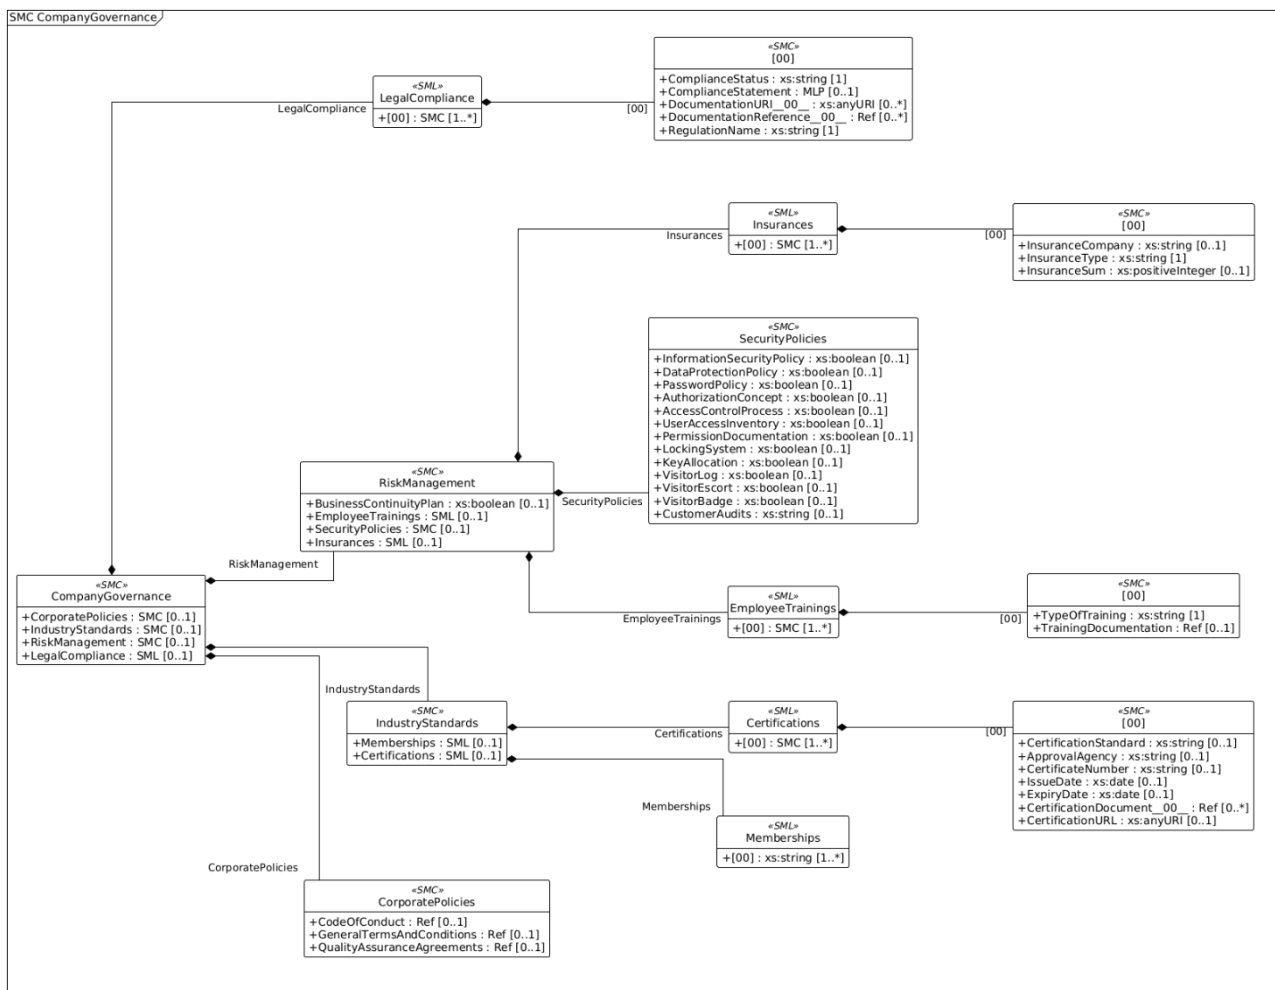 SMC CompanyGovernance
«SMC»
[00]
+ComplianceStatus : xs:string [1]
+ComplianceStatement : MLP [0..1]
+DocumentationURI__00__ : xs:anyURI [0..*]
+DocumentationReference__00__ : Ref [0..*]
+RegulationName : xs:string [1]
«SML»
LegalCompliance
+[00] : SMC [1..*]
LegalCompliance
[00]
«SML»
Insurances
+[00] : SMC [1..*]
Insurances
[00]
«SMC»
[00]
+InsuranceCompany : xs:string [0..1]
+InsuranceType : xs:string [1]
+InsuranceSum : xs:positiveInteger [0..1]
«SMC»
SecurityPolicies
+InformationSecurityPolicy : xs:boolean [0..1]
+DataProtectionPolicy : xs:boolean [0..1]
+PasswordPolicy : xs:boolean [0..1]
+AuthorizationConcept : xs:boolean [0..1]
+AccessControlProcess : xs:boolean [0..1]
+UserAccessInventory : xs:boolean [0..1]
+PermissionDocumentation : xs:boolean [0..1]
+LockingSystem : xs:boolean [0..1]
+KeyAllocation : xs:boolean [0..1]
+VisitorLog : xs:boolean [0..1]
+VisitorEscort : xs:boolean [0..1]
+VisitorBadge : xs:boolean [0..1]
+CustomerAudits : xs:string [0..1]
«SMC»
RiskManagement
+BusinessContinuityPlan : xs:boolean [0..1]
+EmployeeTrainings : SML [0..1]
+SecurityPolicies : SMC [0..1]
+Insurances : SML [0..1]
SecurityPolicies
RiskManagement
«SMC»
CompanyGovernance
+CorporatePolicies : SMC [0..1]
+IndustryStandards : SMC [0..1]
+RiskManagement : SMC [0..1]
+LegalCompliance : SML [0..1]
«SML»
EmployeeTrainings
+[00] : SMC [1..*]
EmployeeTrainings
[00]
«SMC»
[00]
+TypeOfTraining : xs:string [1]
+TrainingDocumentation : Ref [0..1]
IndustryStandards
«SMC»
IndustryStandards
+Memberships : SML [0..1]
+Certifications : SML [0..1]
Certifications
«SML»
Certifications
+[00] : SMC [1..*]
[00]
«SMC»
[00]
+CertificationStandard : xs:string [0..1]
+ApprovalAgency : xs:string [0..1]
+CertificateNumber : xs:string [0..1]
+IssueDate : xs:date [0..1]
+ExpiryDate : xs:date [0..1]
+CertificationDocument__00__ : Ref [0..*]
+CertificationURL : xs:anyURI [0..1]
Memberships
«SML»
Memberships
+[00] : xs:string [1..*]
CorporatePolicies
«SMC»
CorporatePolicies
+CodeOfConduct : Ref [0..1]
+GeneralTermsAndConditions : Ref [0..1]
+QualityAssuranceAgreements : Ref [0..1]